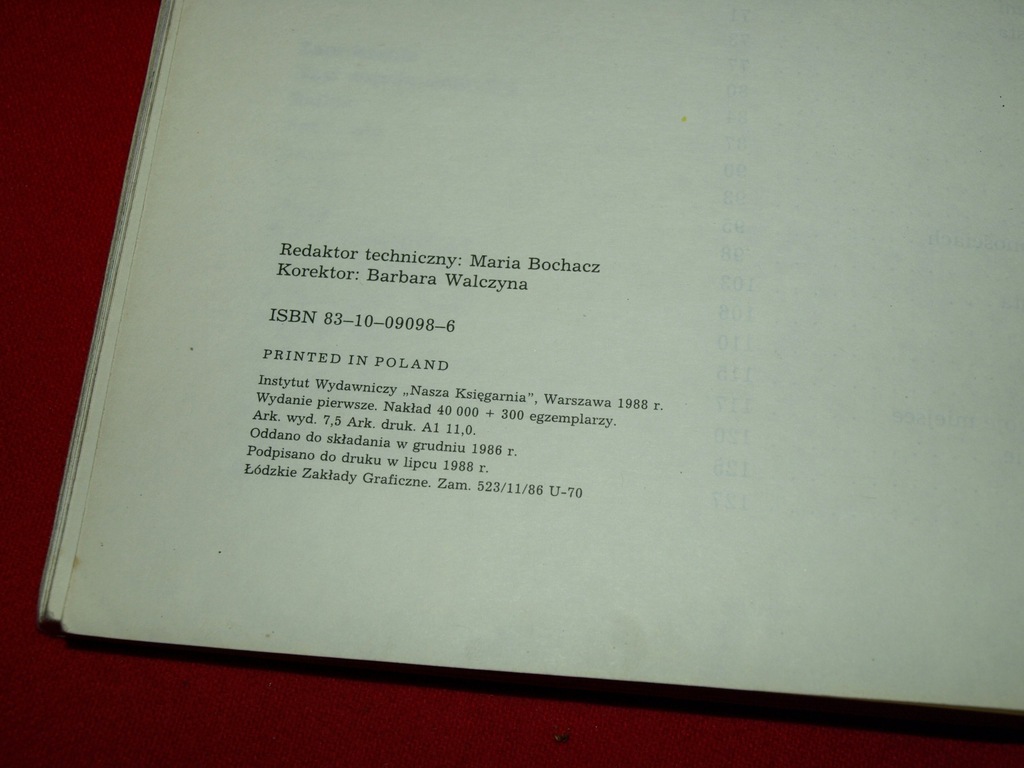 Redaktor techniczny: Maria Bochacz
Korektor: Barbara Walczyna
ISBN 83–10–09098–6
PRINTED IN POLAND
Instytut Wydawniczy „Nasza Księgarnia", Warszawa 1988 r.
Wydanie pierwsze. Nakład 40 000 + 300 egzemplarzy.
Ark. wyd. 7,5 Ark. druk. A1 11,0.
Oddano do składania w grudniu 1986 r.
Podpisano do druku w lipcu 1988 r.
Łódzkie Zakłady Graficzne. Zam. 523/11/86 U-70